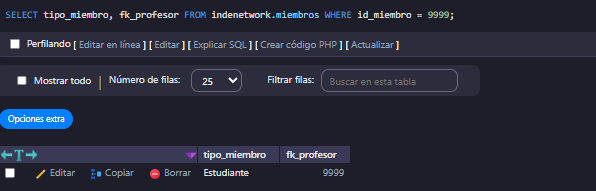 SELECT tipo_miembro, fk_profesor FROM indenetwork.miembros WHERE id_miembro = 9999;
Perfilando [ Editar en línea ] [ Editar ] [ Explicar SQL ] [ Crear código PHP ] [ Actualizar ]
Mostrar todo Número de filas: 25 Filtrar filas: Buscar en esta tabla
Opciones extra
←T→ tipo_miembro fk_profesor
Editar Copiar Borrar Estudiante 9999